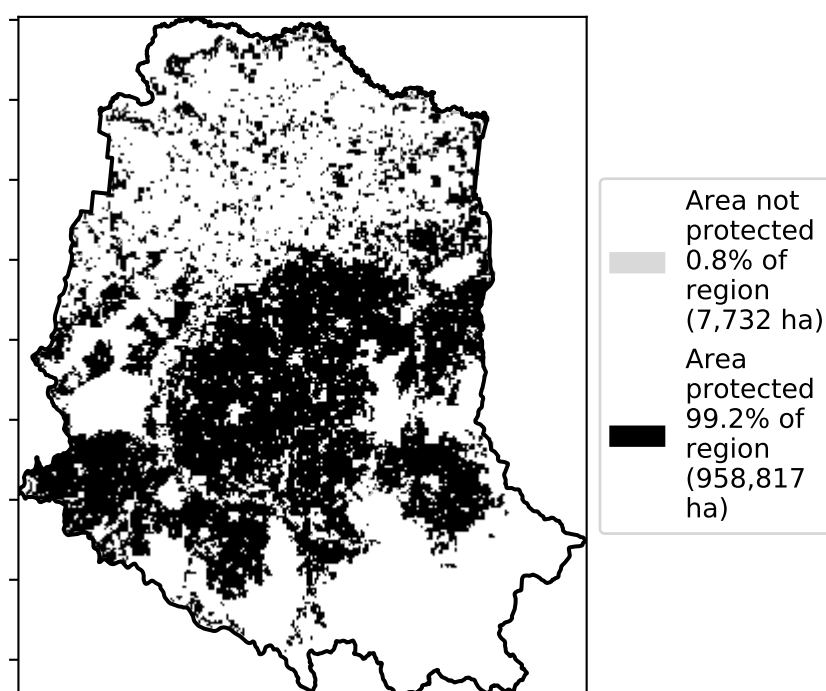 Area not
protected
0.8% of
region
(7,732 ha)
Area
protected
99.2% of
region
(958,817
ha)